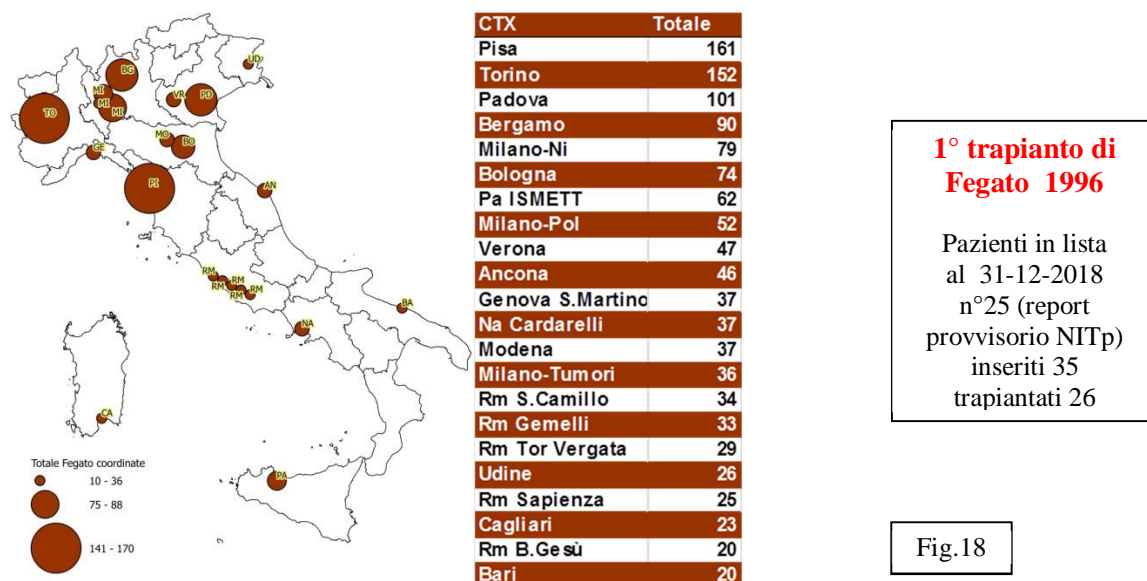 UD
BG
MI
MI
MI
VR
PD
TO
MO
BO
GE
PI
AN
RM
RM
RM
RM
RM
BA
NA
CA
PA
Totale Fegato coordinate
10 - 36
75 - 88
141 - 170
CTX Totale
Pisa 161
Torino 152
Padova 101
Bergamo 90
Milano-Ni 79
Bologna 74
Pa ISMETT 62
Milano-Pol 52
Verona 47
Ancona 46
Genova S.Martino 37
Na Cardarelli 37
Modena 37
Milano-Tumori 36
Rm S.Camillo 34
Rm Gemelli 33
Rm Tor Vergata 29
Udine 26
Rm Sapienza 25
Cagliari 23
Rm B.Gesù 20
Bari 20
1° trapianto di
Fegato 1996
Pazienti in lista
al 31-12-2018
n°25 (report
provvisorio NITp)
inseriti 35
trapiantati 26
Fig.18